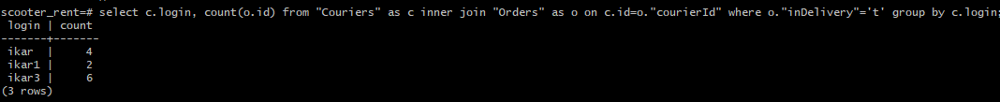 scooter_rent=# select c.login, count(o.id) from "Couriers" as c inner join "Orders" as o on c.id=o."courierId" where o."inDelivery"='t' group by c.login;
login | count
-------+-------
ikar  |     4
ikar1 |     2
ikar3 |     6
(3 rows)